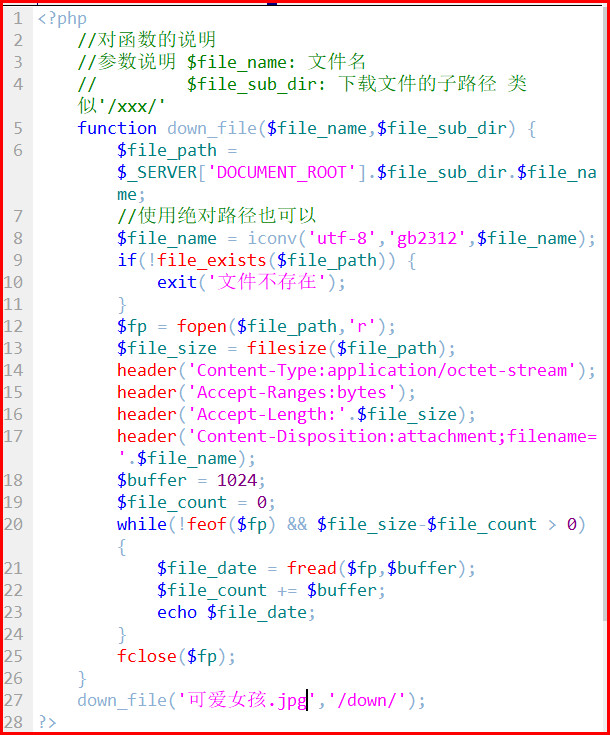 1 <?php
2 //对函数的说明
3 //参数说明 $file_name: 文件名
4 // $file_sub_dir: 下载文件的子路径 类
似'/xxx/'
5 function down_file($file_name,$file_sub_dir) {
6 $file_path =
$_SERVER['DOCUMENT_ROOT'].$file_sub_dir.$file_na
me;
7 //使用绝对路径也可以
8 $file_name = iconv('utf-8','gb2312',$file_name);
9 if(!file_exists($file_path)) {
10 exit('文件不存在');
11 }
12 $fp = fopen($file_path,'r');
13 $file_size = filesize($file_path);
14 header('Content-Type:application/octet-stream');
15 header('Accept-Ranges:bytes');
16 header('Accept-Length:'.$file_size);
17 header('Content-Disposition:attachment;filename=
'.$file_name);
18 $buffer = 1024;
19 $file_count = 0;
20 while(!feof($fp) && $file_size-$file_count > 0)
{
21 $file_date = fread($fp,$buffer);
22 $file_count += $buffer;
23 echo $file_date;
24 }
25 fclose($fp);
26 }
27 down_file('可爱女孩.jpg','/down/');
28 ?>